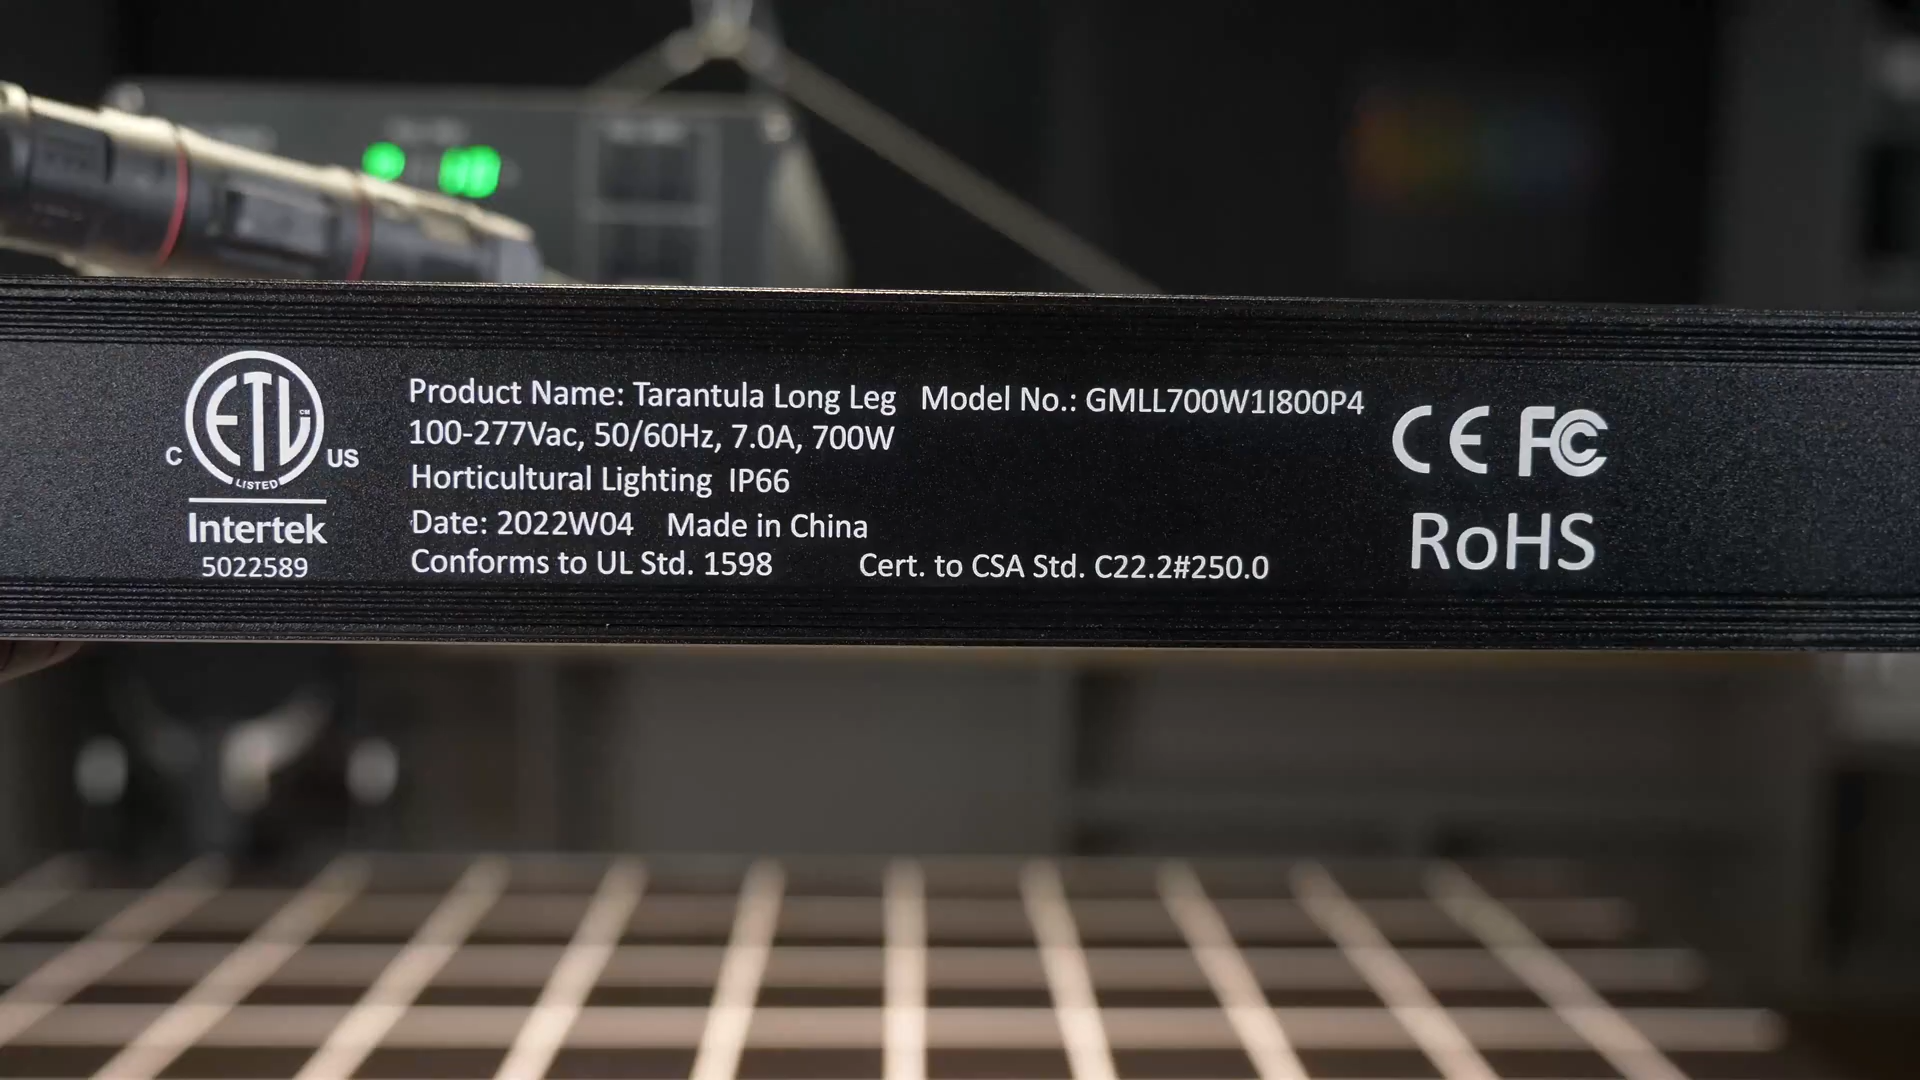 ETL CM
C US
LISTED
Intertek
5022589
Product Name: Tarantula Long Leg Model No.: GMLL700W1I800P4
100-277Vac, 50/60Hz, 7.0A, 700W
Horticultural Lighting IP66
Date: 2022W04 Made in China
Conforms to UL Std. 1598 Cert. to CSA Std. C22.2#250.0
CE FC
RoHS